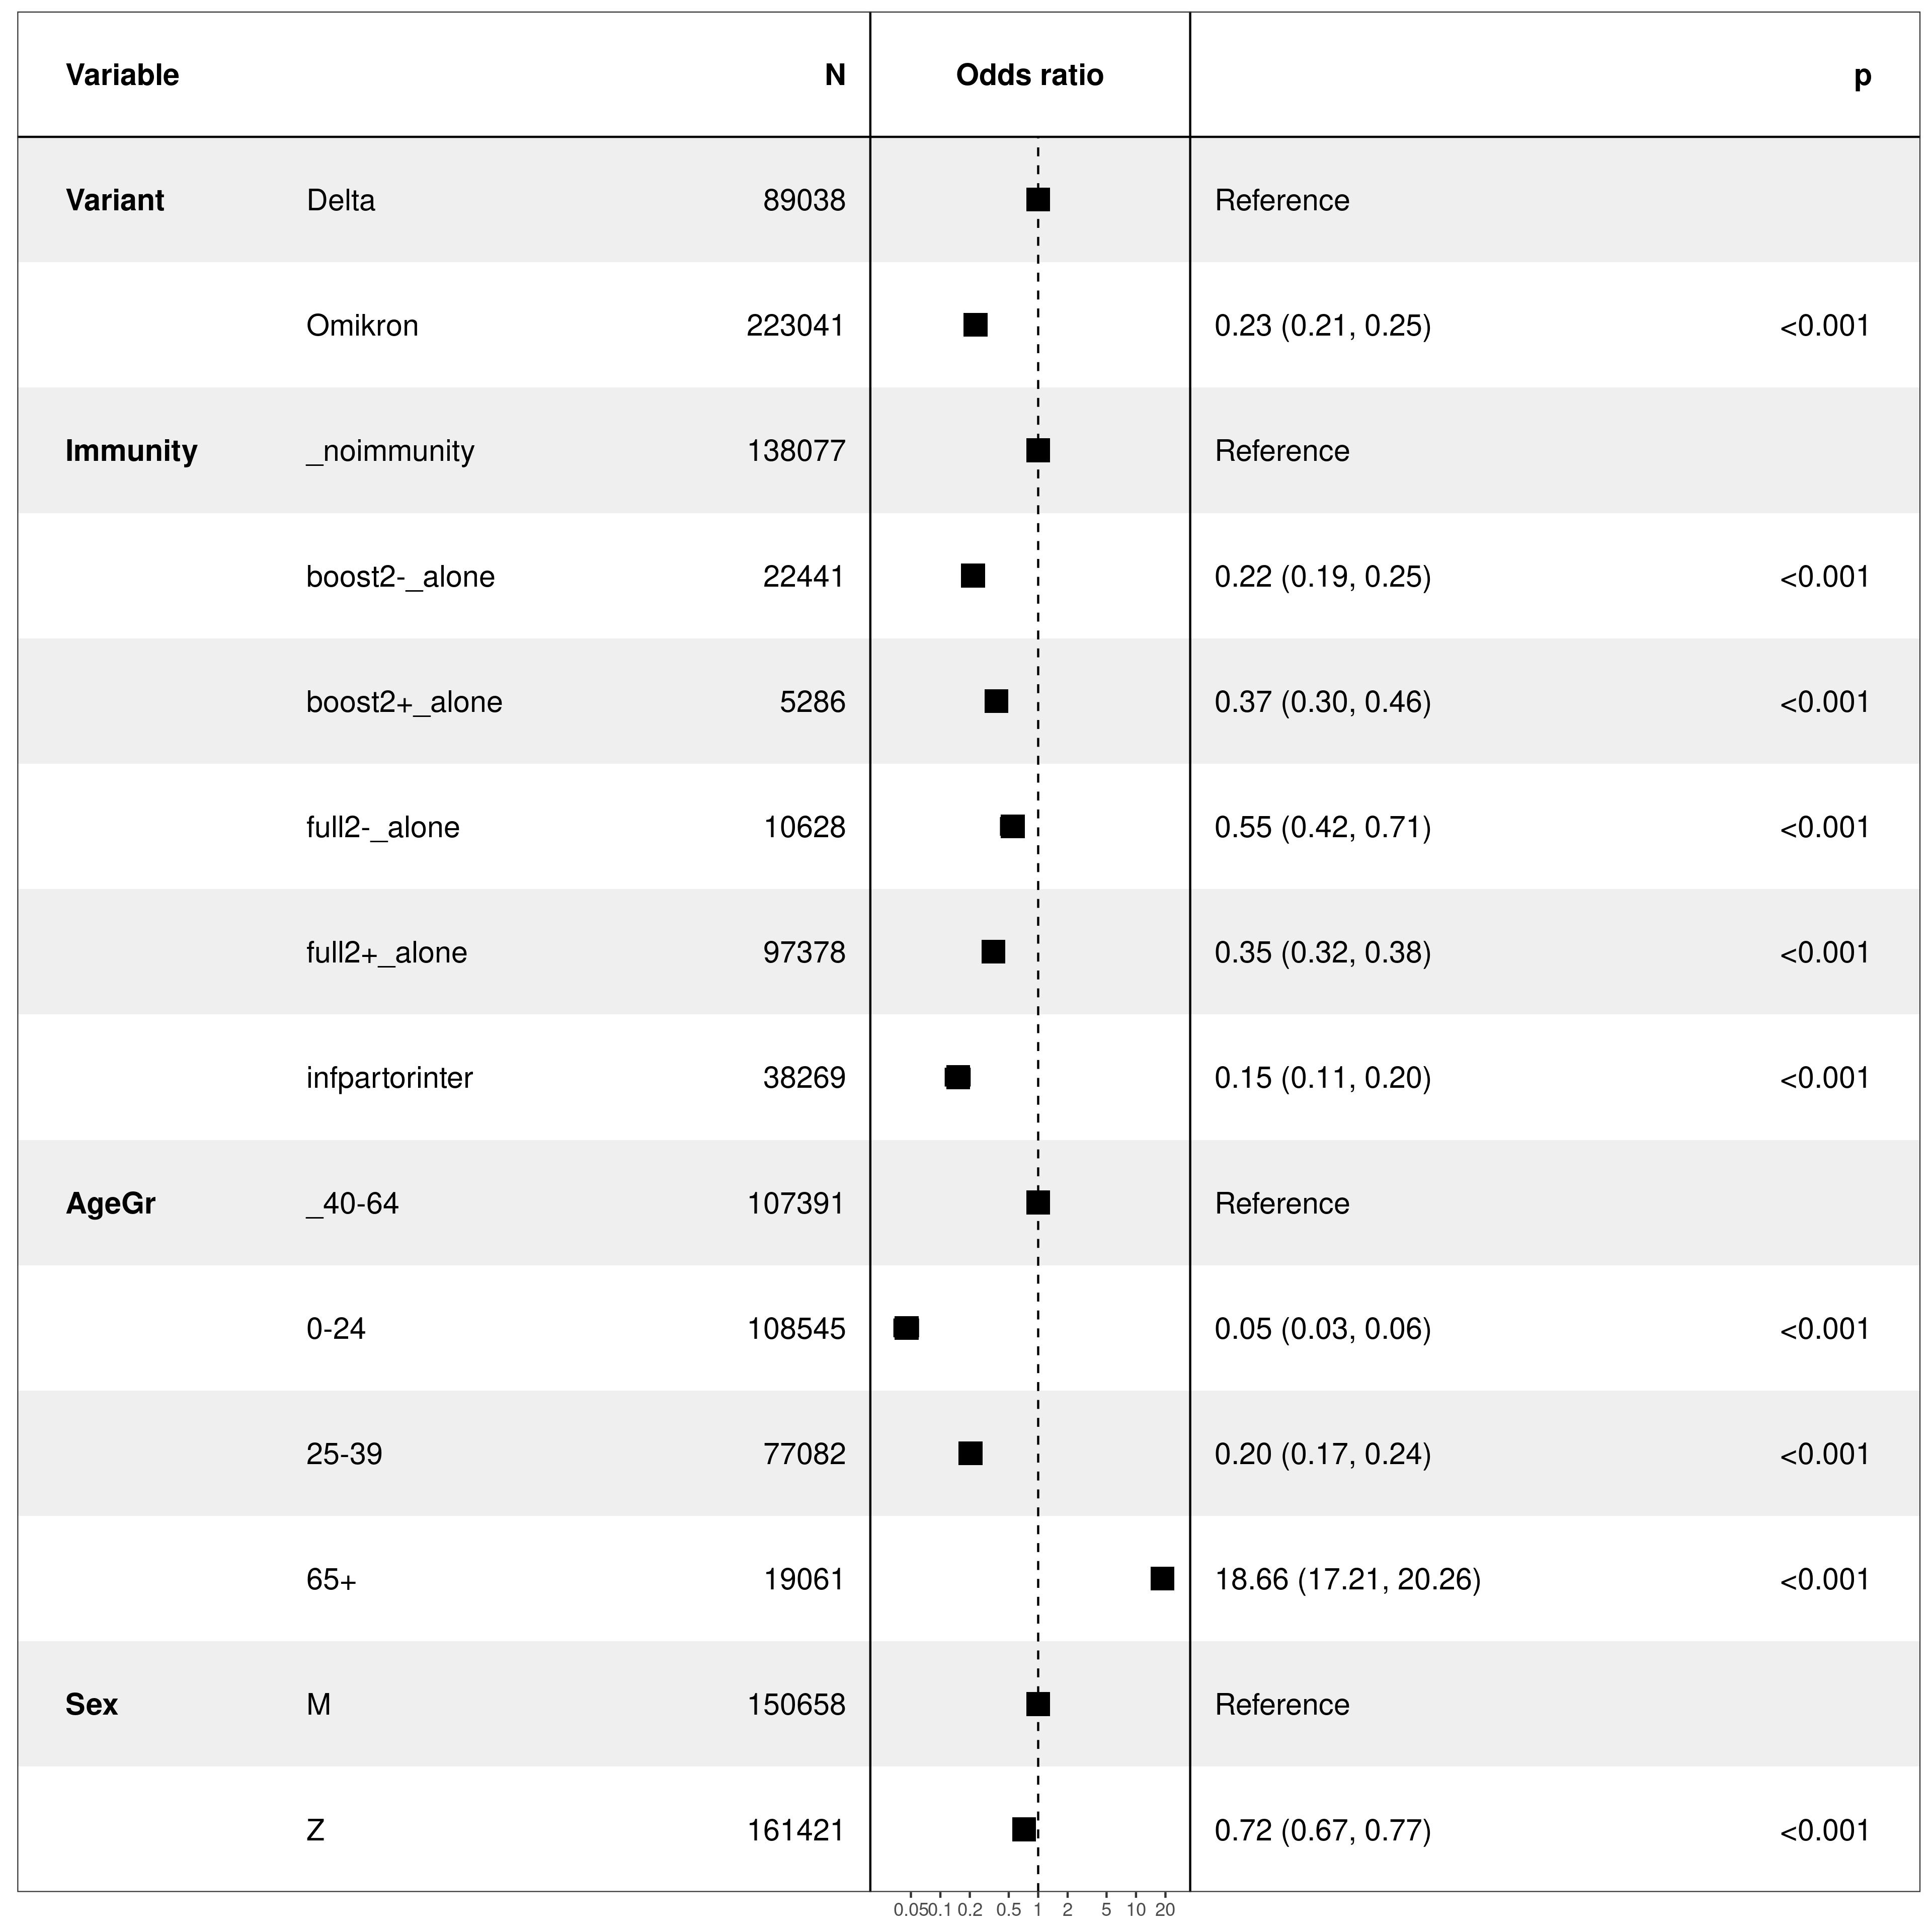 Variable N Odds ratio p
Variant Delta 89038 Reference
Omikron 223041 0.23 (0.21, 0.25) <0.001
Immunity _noimmunity 138077 Reference
boost2-_alone 22441 0.22 (0.19, 0.25) <0.001
boost2+_alone 5286 0.37 (0.30, 0.46) <0.001
full2-_alone 10628 0.55 (0.42, 0.71) <0.001
full2+_alone 97378 0.35 (0.32, 0.38) <0.001
infpartorinter 38269 0.15 (0.11, 0.20) <0.001
AgeGr _40-64 107391 Reference
0-24 108545 0.05 (0.03, 0.06) <0.001
25-39 77082 0.20 (0.17, 0.24) <0.001
65+ 19061 18.66 (17.21, 20.26) <0.001
Sex M 150658 Reference
Z 161421 0.72 (0.67, 0.77) <0.001
0.05 0.1 0.2 0.5 1 2 5 10 20